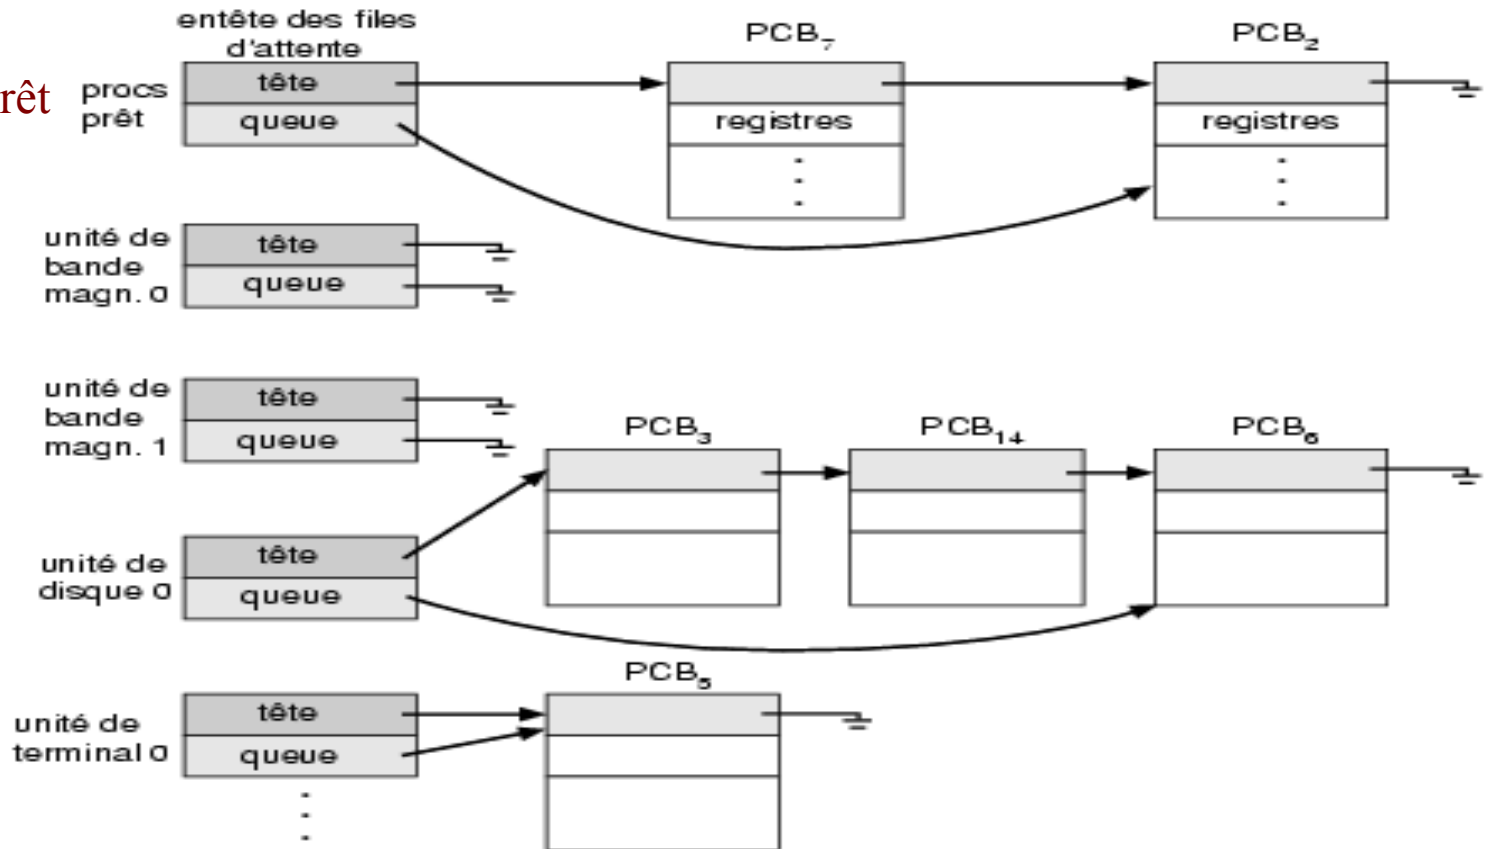 entête des files
d'attente
PCB7
PCB2
rêt
procs
prêt
tête
queue
registres
registres
unité de
bande
magn. 0
tête
queue
unité de
bande
magn. 1
tête
queue
PCB3
PCB14
PCB6
unité de
disque 0
tête
queue
PCB5
unité de
terminal 0
tête
queue